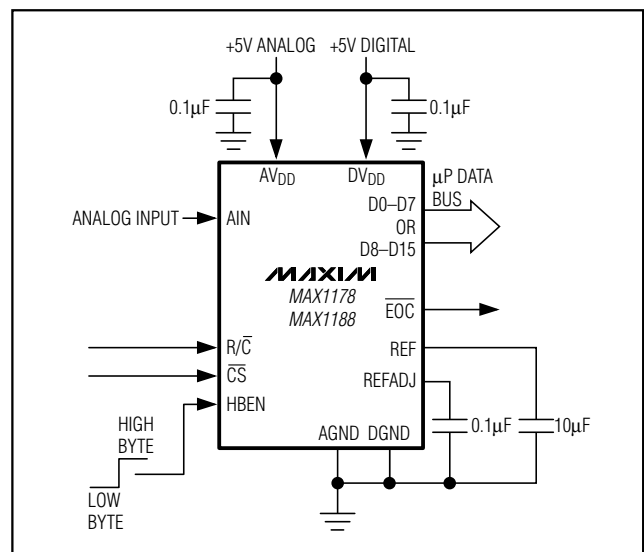 +5V ANALOG +5V DIGITAL
0.1µF 0.1µF
AVDD DVDD
µP DATA
BUS
D0–D7
OR
D8–D15
ANALOG INPUT AIN
MAXIM
MAX1178
MAX1188
EOC
R/C
REF
CS
REFADJ
HBEN
HIGH
BYTE
0.1µF 10µF
AGND DGND
LOW
BYTE